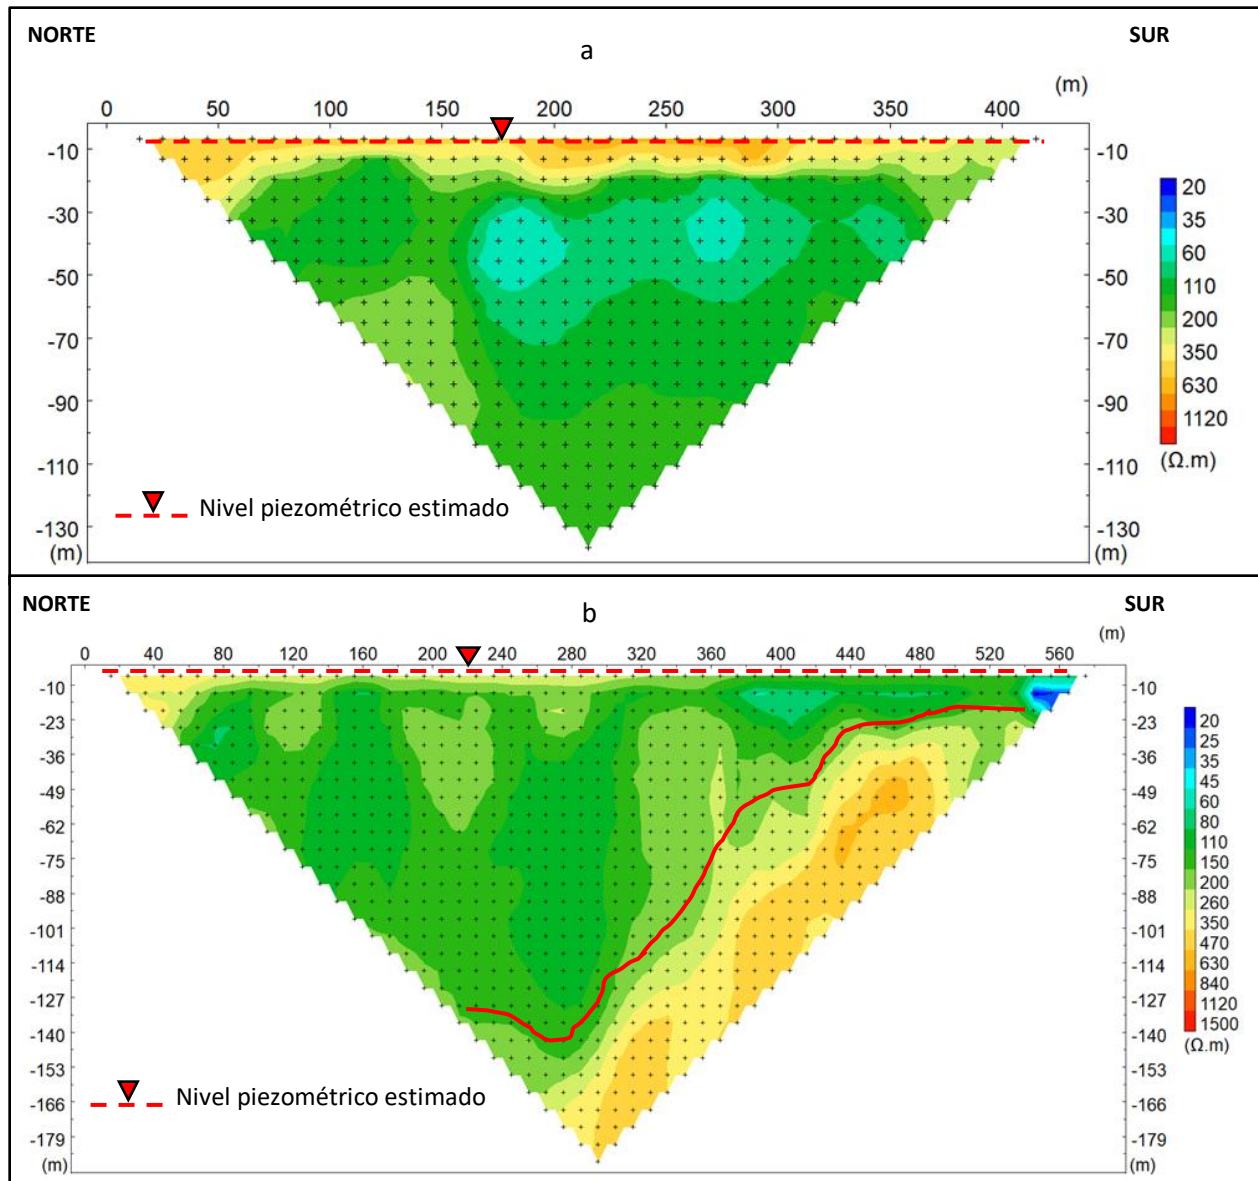 NORTE
SUR
a
(m)
0 50 100 150 200 250 300 350 400
-10 -10
-30 -30
-50 -50
-70 -70
-90 -90
-110 -110
-130 -130
(m) (m)
20
35
60
110
200
350
630
1120
(Ω.m)
Nivel piezométrico estimado
NORTE
SUR
b
(m)
0 40 80 120 160 200 240 280 320 360 400 440 480 520 560
-10 -10
-23 -23
-36 -36
-49 -49
-62 -62
-75 -75
-88 -88
-101 -101
-114 -114
-127 -127
-140 -140
-153 -153
-166 -166
-179 -179
(m) (m)
20
25
35
45
60
80
110
150
200
260
350
470
630
840
1120
1500
(Ω.m)
Nivel piezométrico estimado